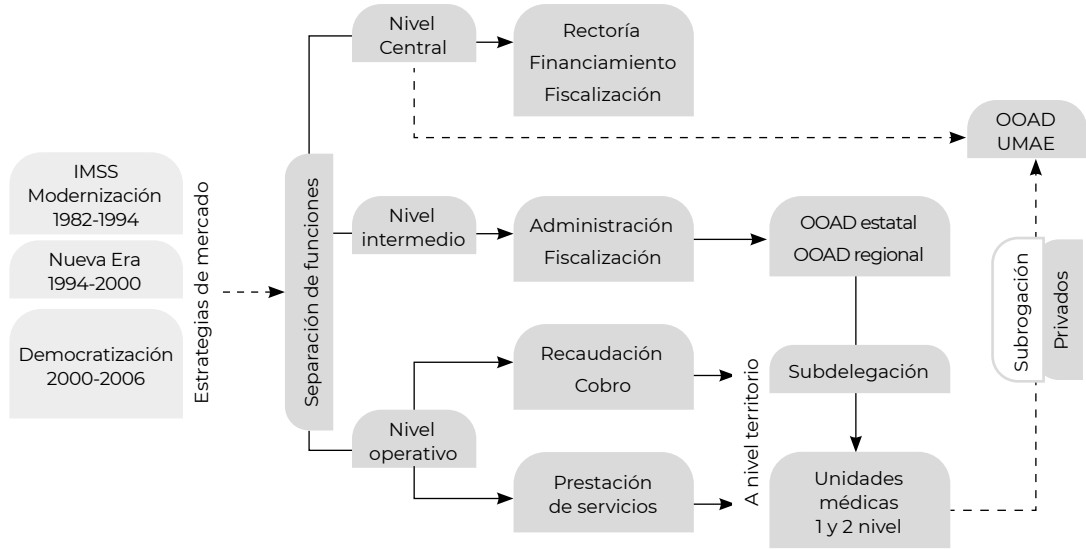 IMSS
Modernización
1982-1994
Nueva Era
1994-2000
Democratización
2000-2006
Estrategias de mercado
Separación de funciones
Nivel
Central
Rectoría
Financiamiento
Fiscalización
Nivel
intermedio
Administración
Fiscalización
OOAD estatal
OOAD regional
Nivel
operativo
Recaudación
Cobro
Prestación
de servicios
A nivel territorio
Subdelegación
Unidades
médicas
1 y 2 nivel
OOAD
UMAE
Subrogación
Privados